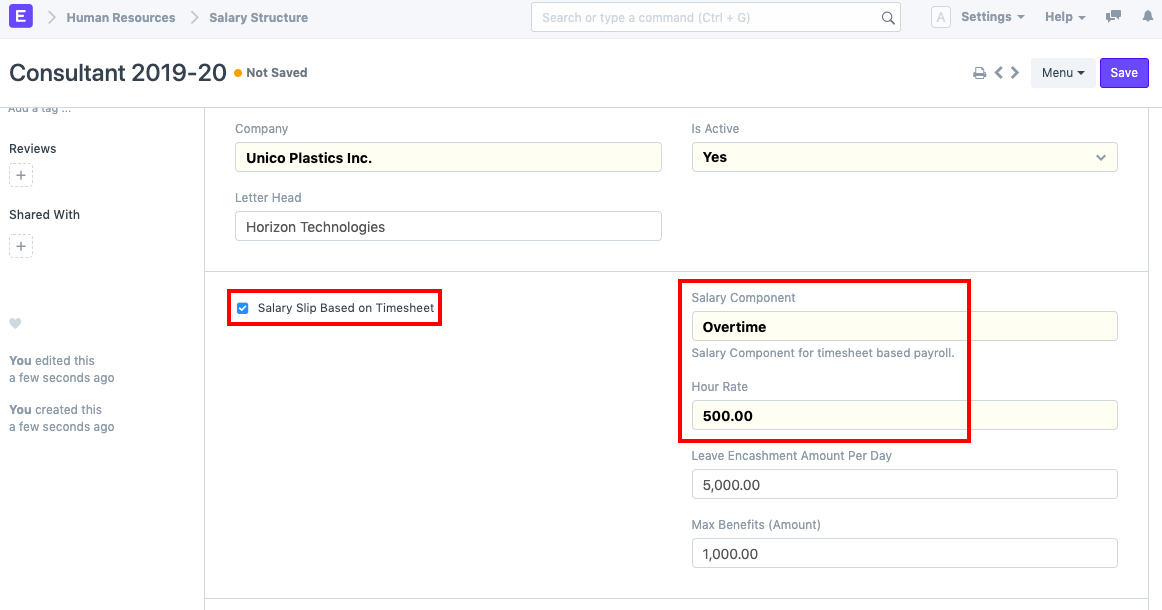 E Human Resources Salary Structure Search or type a command (Ctrl + G) A Settings Help
Consultant 2019-20 Not Saved Menu Save
Add a tag ...
Reviews
+
Shared With
+
You edited this
a few seconds ago
You created this
a few seconds ago
Company
Unico Plastics Inc.
Is Active
Yes
Letter Head
Horizon Technologies
Salary Slip Based on Timesheet
Salary Component
Overtime
Salary Component for timesheet based payroll.
Hour Rate
500.00
Leave Encashment Amount Per Day
5,000.00
Max Benefits (Amount)
1,000.00